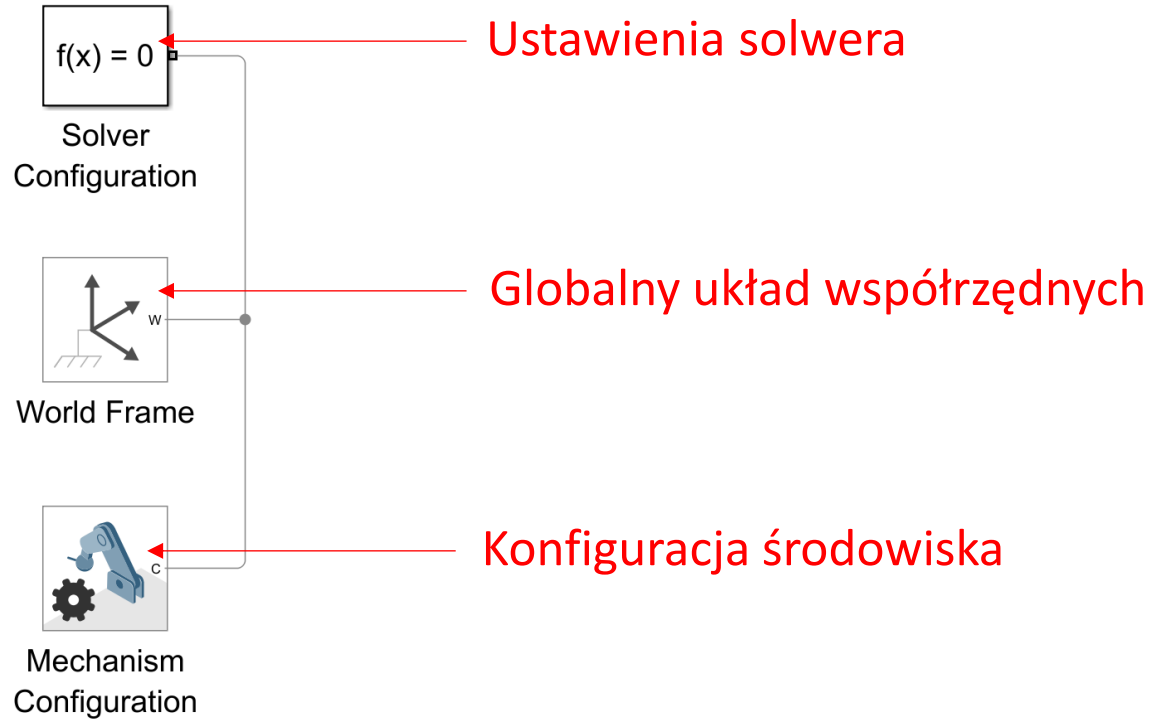 f(x) = 0
Ustawienia solwera
Solver
Configuration
Globalny układ współrzędnych
W
World Frame
Konfiguracja środowiska
C
Mechanism
Configuration